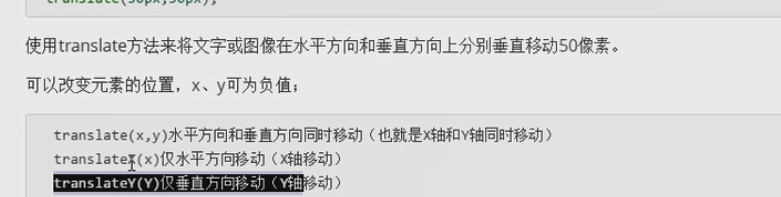 translate(50px,50px);
使用translate方法来将文字或图像在水平方向和垂直方向上分别垂直移动50像素。
可以改变元素的位置，x、y可为负值；
translate(x,y)水平方向和垂直方向同时移动（也就是X轴和Y轴同时移动）
translateX(x)仅水平方向移动（X轴移动）
translateY(Y)仅垂直方向移动（Y轴移动）